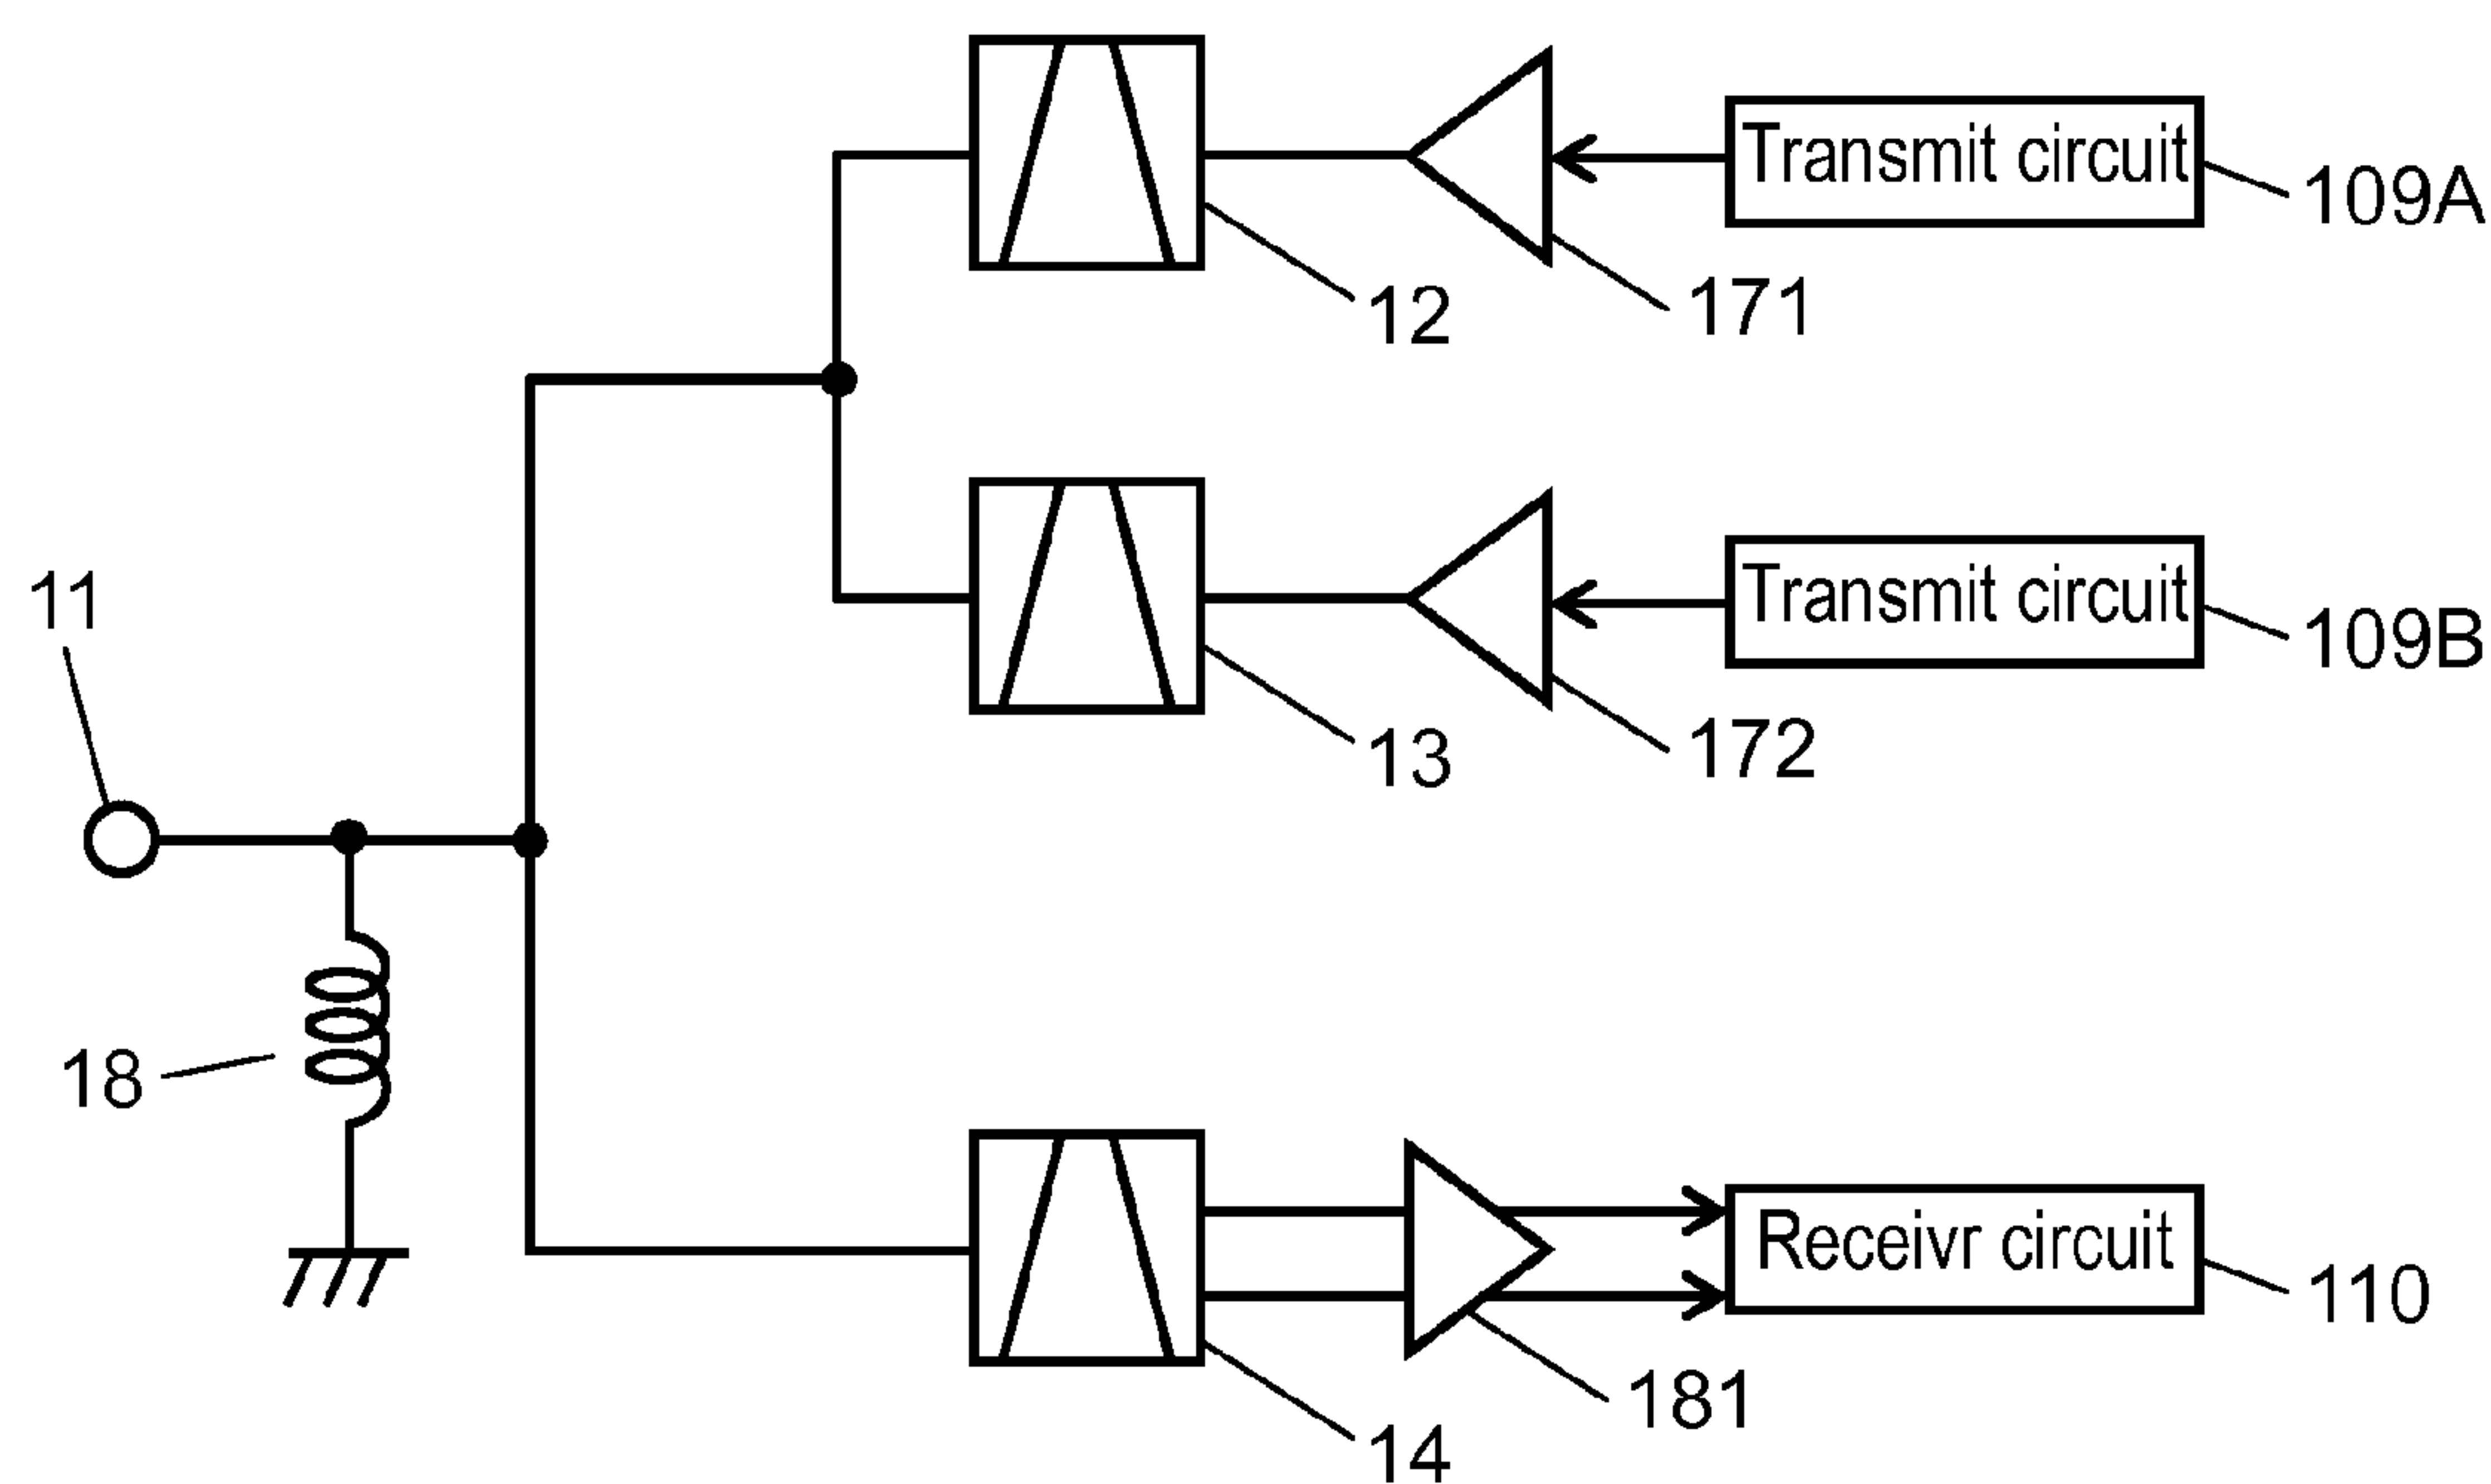 Transmit circuit
109A
12
171
11
Transmit circuit
109B
13
172
18
Receivr circuit
110
181
14